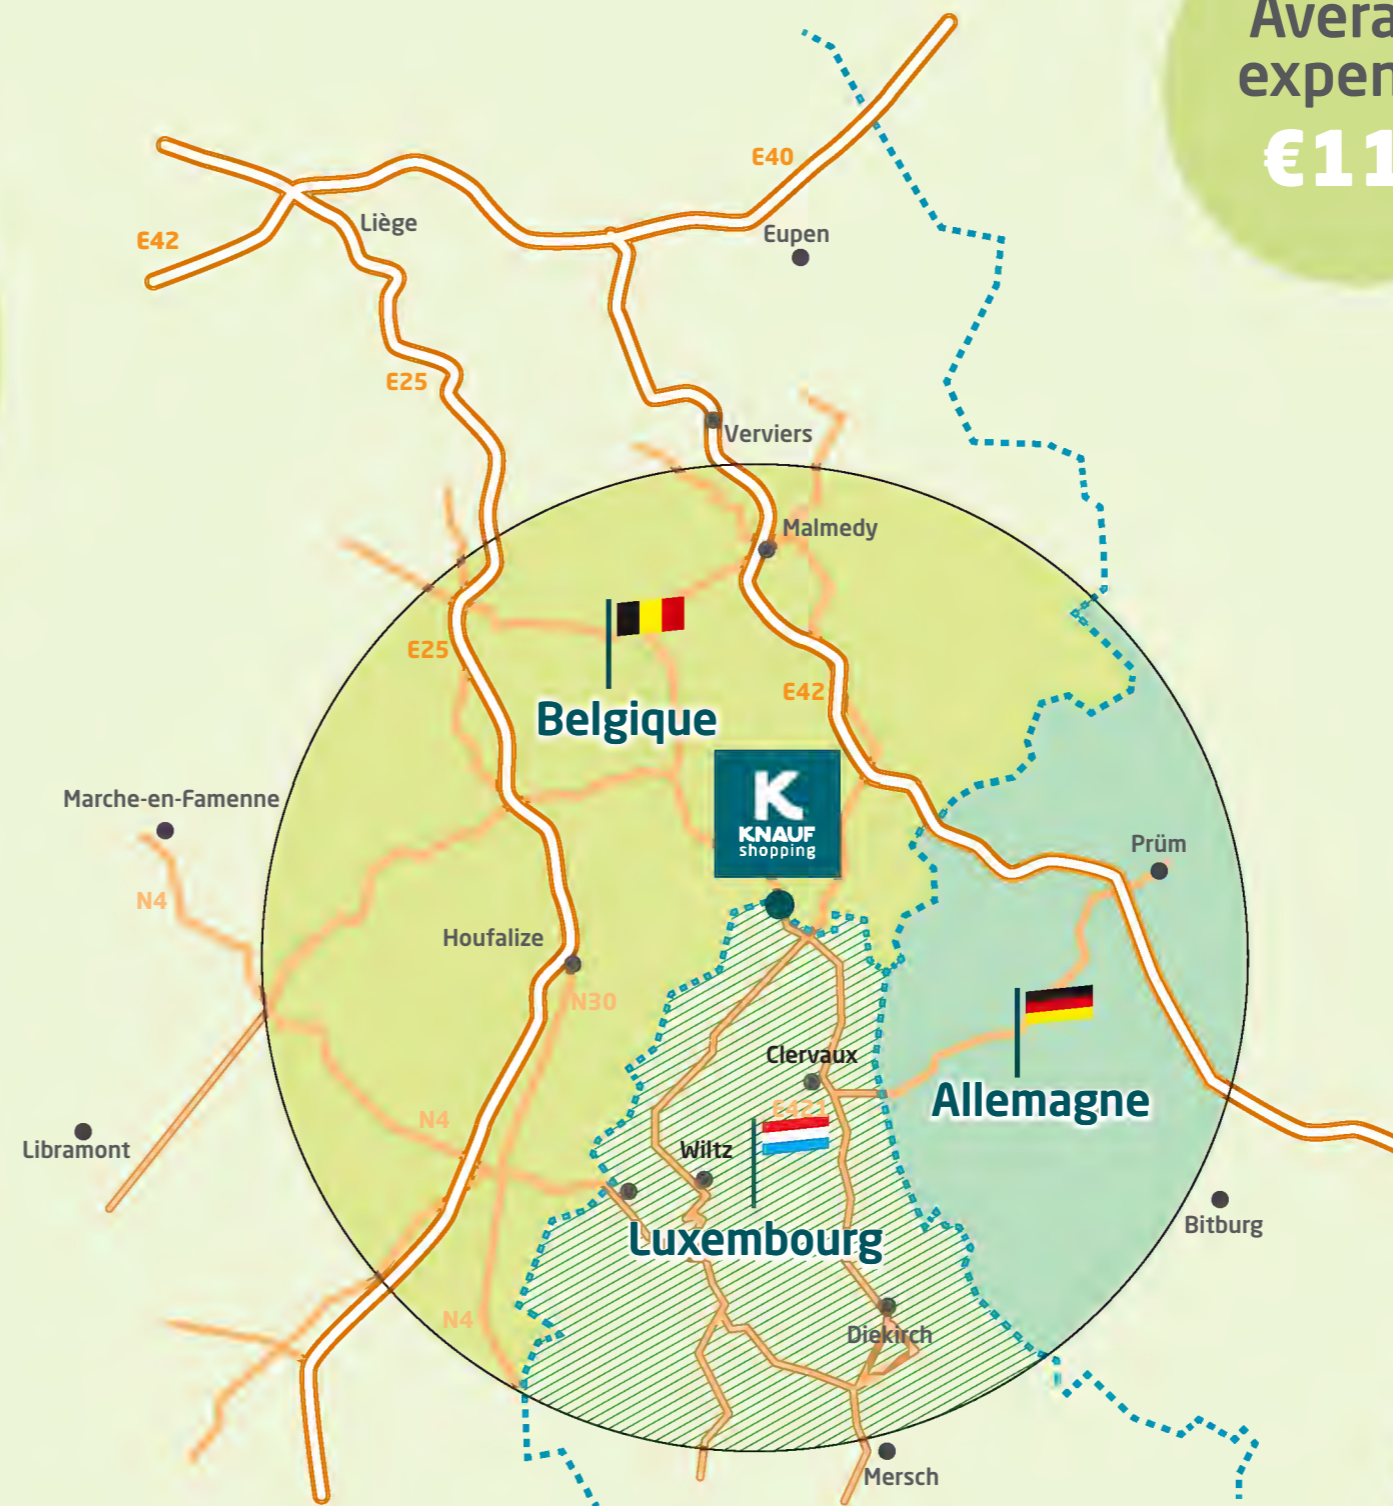 Avera
expen
€11
E40
E42
Liège
Eupen
E25
Verviers
Malmedy
E25
E42
Belgique
K
KNAUF
shopping
Marche-en-Famenne
Prüm
N4
Houfalize
N30
Clervaux
Allemagne
E421
N4
Libramont
Wiltz
Bitburg
Luxembourg
N4
Diekirch
Mersch